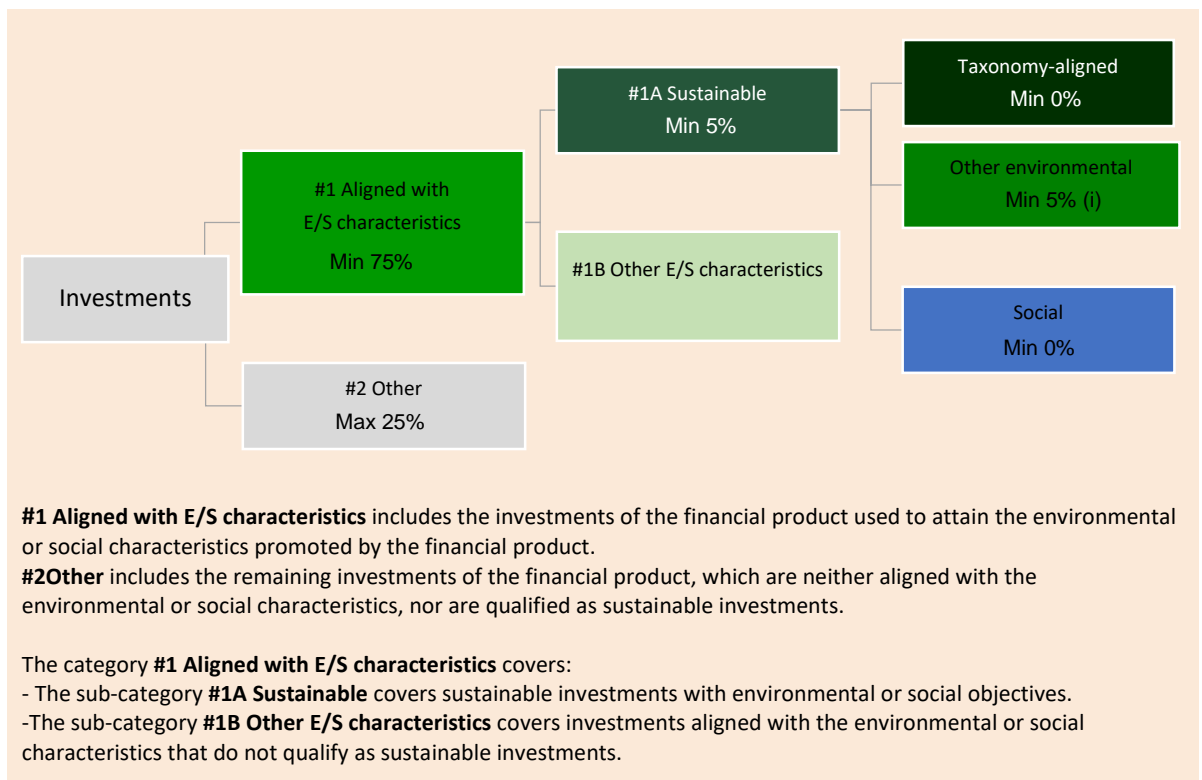 Investments
#1 Aligned with
E/S characteristics
Min 75%
#2 Other
Max 25%
#1A Sustainable
Min 5%
#1B Other E/S characteristics
Taxonomy-aligned
Min 0%
Other environmental
Min 5% (i)
Social
Min 0%
#1 Aligned with E/S characteristics includes the investments of the financial product used to attain the environmental
or social characteristics promoted by the financial product.
#2Other includes the remaining investments of the financial product, which are neither aligned with the
environmental or social characteristics, nor are qualified as sustainable investments.
The category #1 Aligned with E/S characteristics covers:
- The sub-category #1A Sustainable covers sustainable investments with environmental or social objectives.
-The sub-category #1B Other E/S characteristics covers investments aligned with the environmental or social
characteristics that do not qualify as sustainable investments.